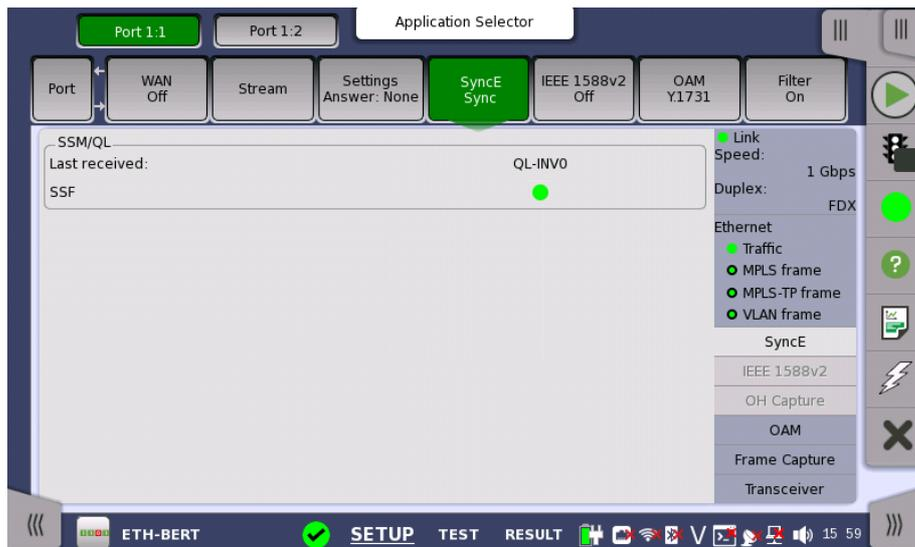 Application Selector
Port 1:1
Port 1:2
Port
WAN
Off
Stream
Settings
Answer: None
SyncE
Sync
IEEE 1588v2
Off
OAM
Y.1731
Filter
On
SSM/QL
Last received:
QL-INV0
SSF
Link
Speed:
1 Gbps
Duplex:
FDX
Ethernet
Traffic
MPLS frame
MPLS-TP frame
VLAN frame
SyncE
IEEE 1588v2
OH Capture
OAM
Frame Capture
Transceiver
ETH-BERT
SETUP
TEST
RESULT
V
15 59